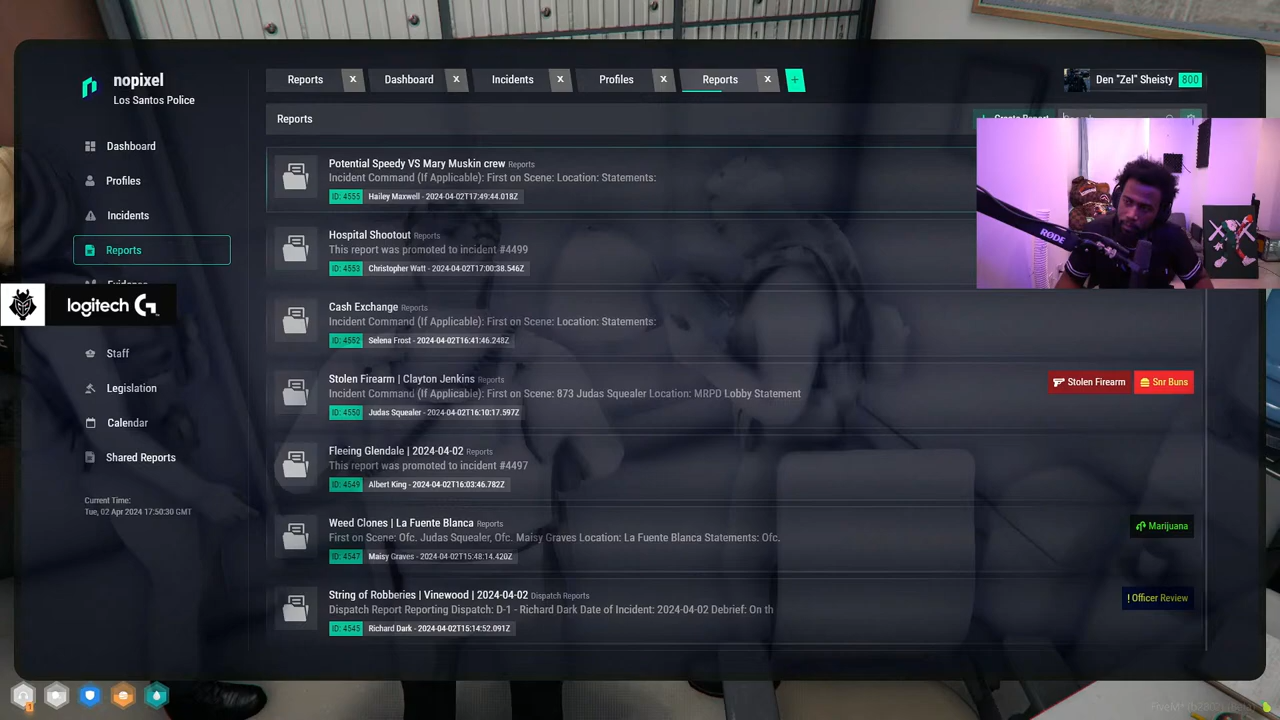 nopixel
Los Santos Police
Reports x
Dashboard x
Incidents x
Profiles x
Reports x
+
Den "Zel" Sheisty 800
Reports
Dashboard
Profiles
Incidents
Reports
logitech G
Staff
Legislation
Calendar
Shared Reports
Current Time:
Tue, 02 Apr 2024 17:50:30 GMT
Potential Speedy VS Mary Muskin crew Reports
Incident Command (If Applicable): First on Scene: Location: Statements:
ID: 4555 Hailey Maxwell - 2024-04-02T17:49:44.018Z
Hospital Shootout Reports
This report was promoted to incident #4499
ID: 4553 Christopher Watt - 2024-04-02T17:00:38.546Z
Cash Exchange Reports
Incident Command (If Applicable): First on Scene: Location: Statements:
ID: 4552 Selena Frost - 2024-04-02T16:41:46.248Z
Stolen Firearm | Clayton Jenkins Reports
Incident Command (If Applicable): First on Scene: 873 Judas Squealer Location: MRPD Lobby Statement
ID: 4550 Judas Squealer - 2024-04-02T16:10:17.597Z
Stolen Firearm
Snr Buns
Fleeing Glendale | 2024-04-02 Reports
This report was promoted to incident #4497
ID: 4549 Albert King - 2024-04-02T16:03:46.782Z
Weed Clones | La Fuente Blanca Reports
First on Scene: Ofc. Judas Squealer, Ofc. Maisy Graves Location: La Fuente Blanca Statements: Ofc.
ID: 4547 Maisy Graves - 2024-04-02T15:48:14.420Z
Marijuana
String of Robberies | Vinewood | 2024-04-02 Dispatch Reports
Dispatch Report Reporting Dispatch: D-1 - Richard Dark Date of Incident: 2024-04-02 Debrief: On th
ID: 4545 Richard Dark - 2024-04-02T15:14:52.091Z
! Officer Review
RØDE